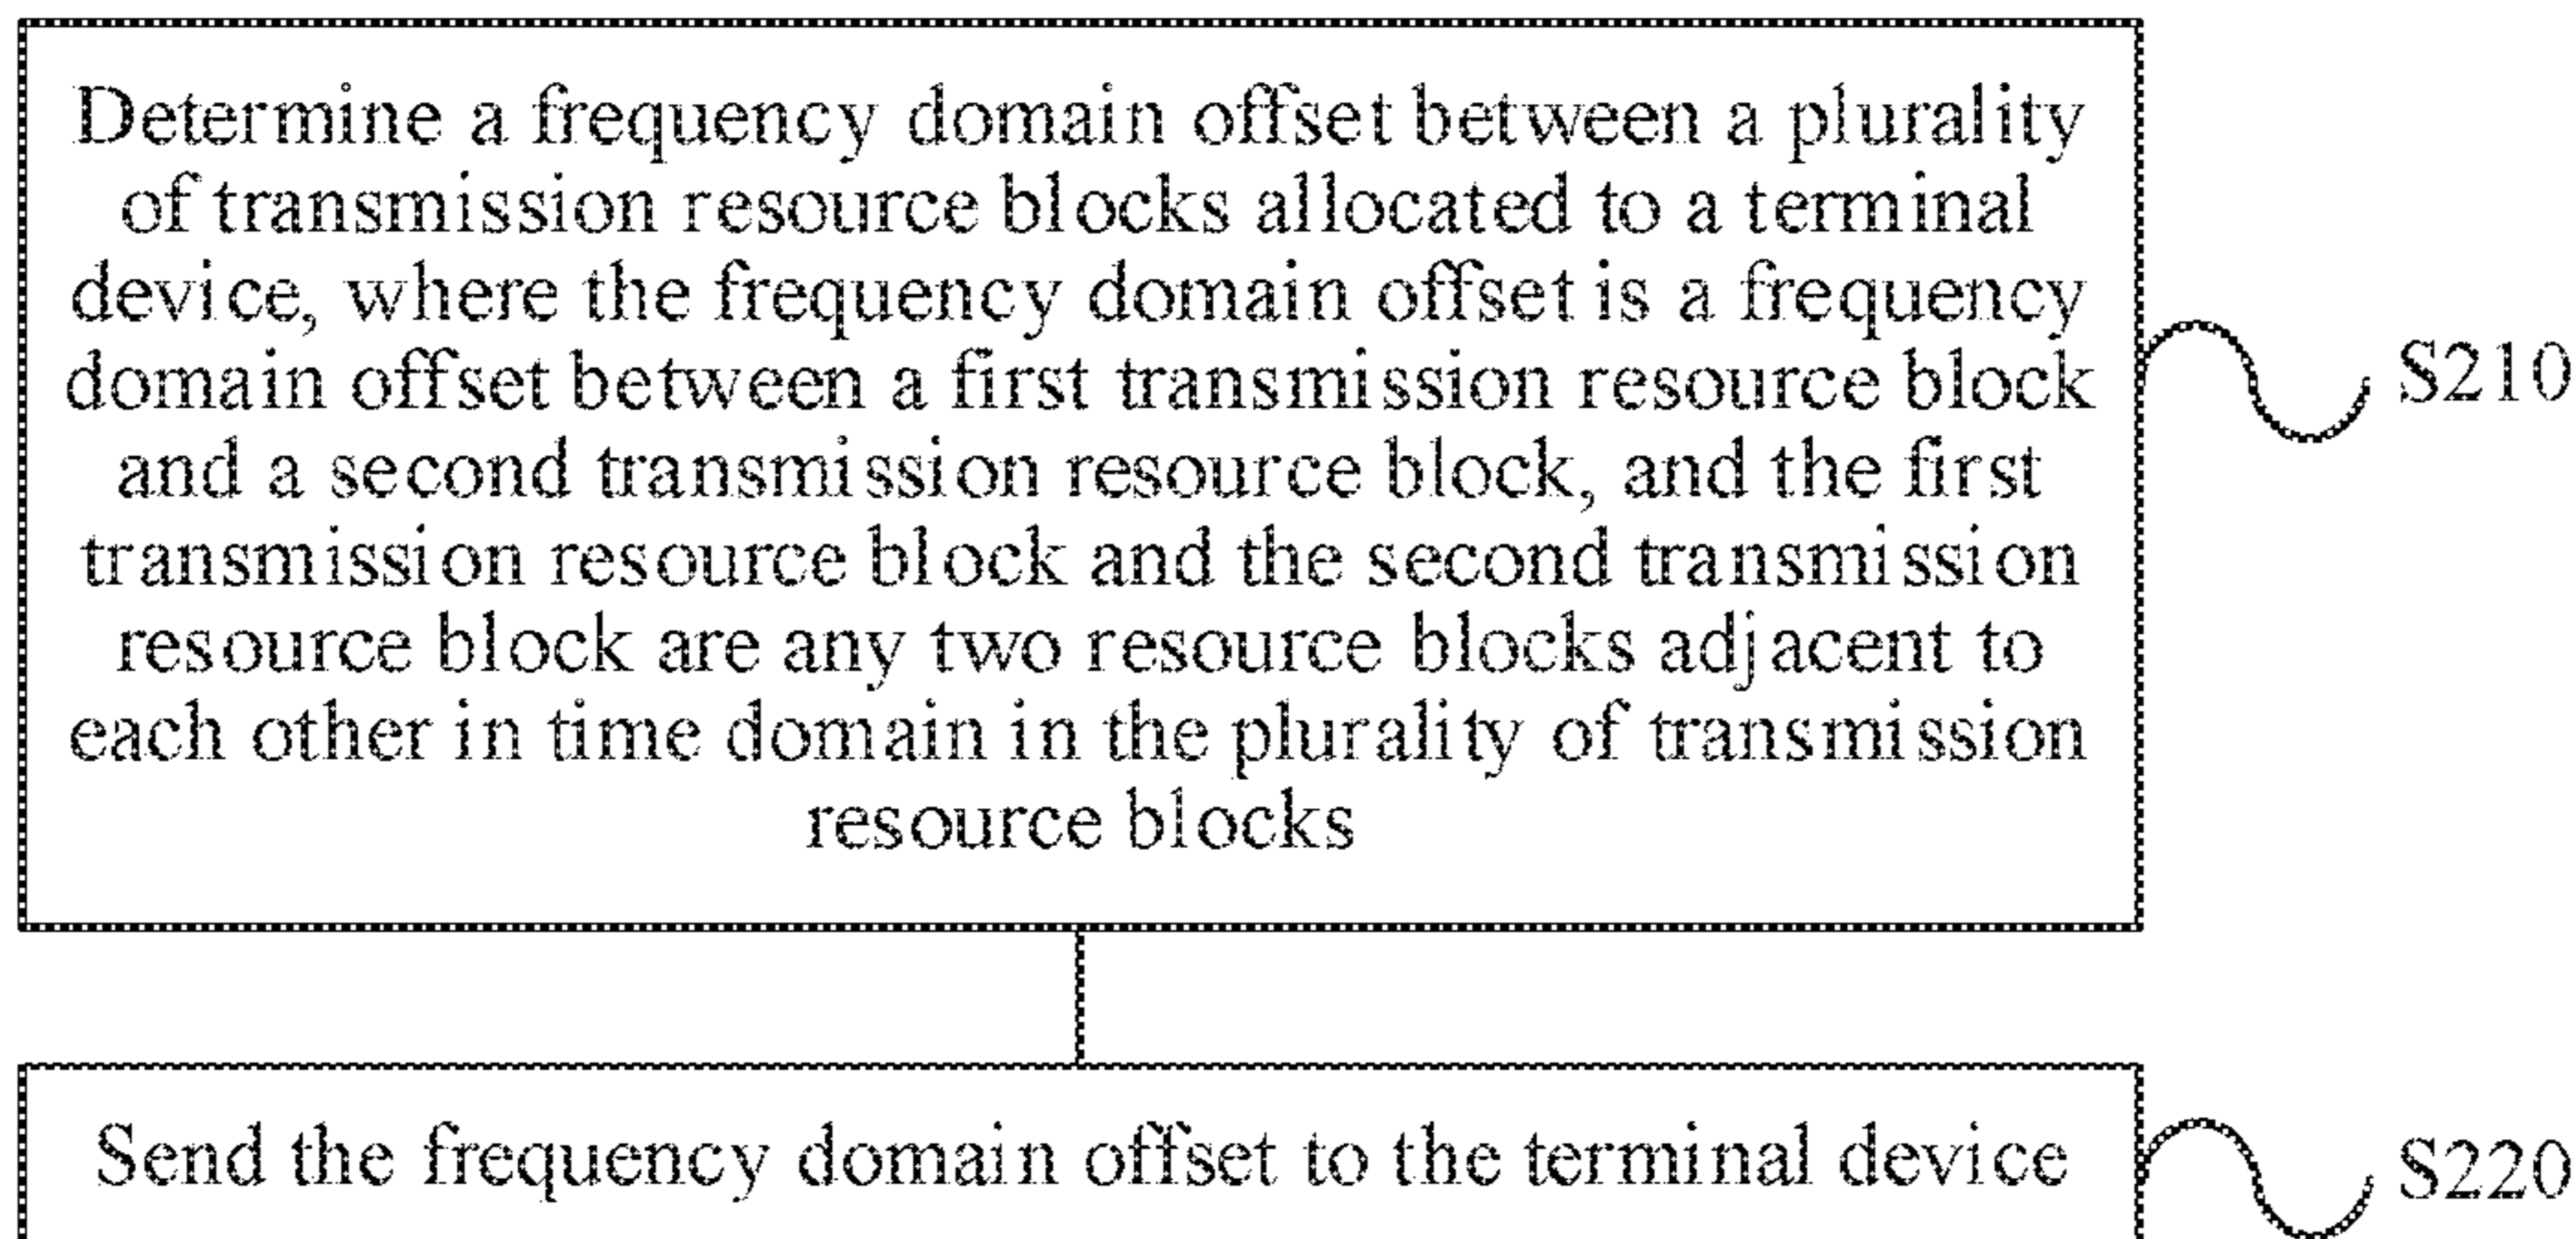 Determine a frequency domain offset between a plurality
of transmission resource blocks allocated to a terminal
device, where the frequency domain offset is a frequency
domain offset between a first transmission resource block
and a second transmission resource block, and the first
transmission resource block and the second transmission
resource block are any two resource blocks adjacent to
each other in time domain in the plurality of transmission
resource blocks
S210
Send the frequency domain offset to the terminal device
S220